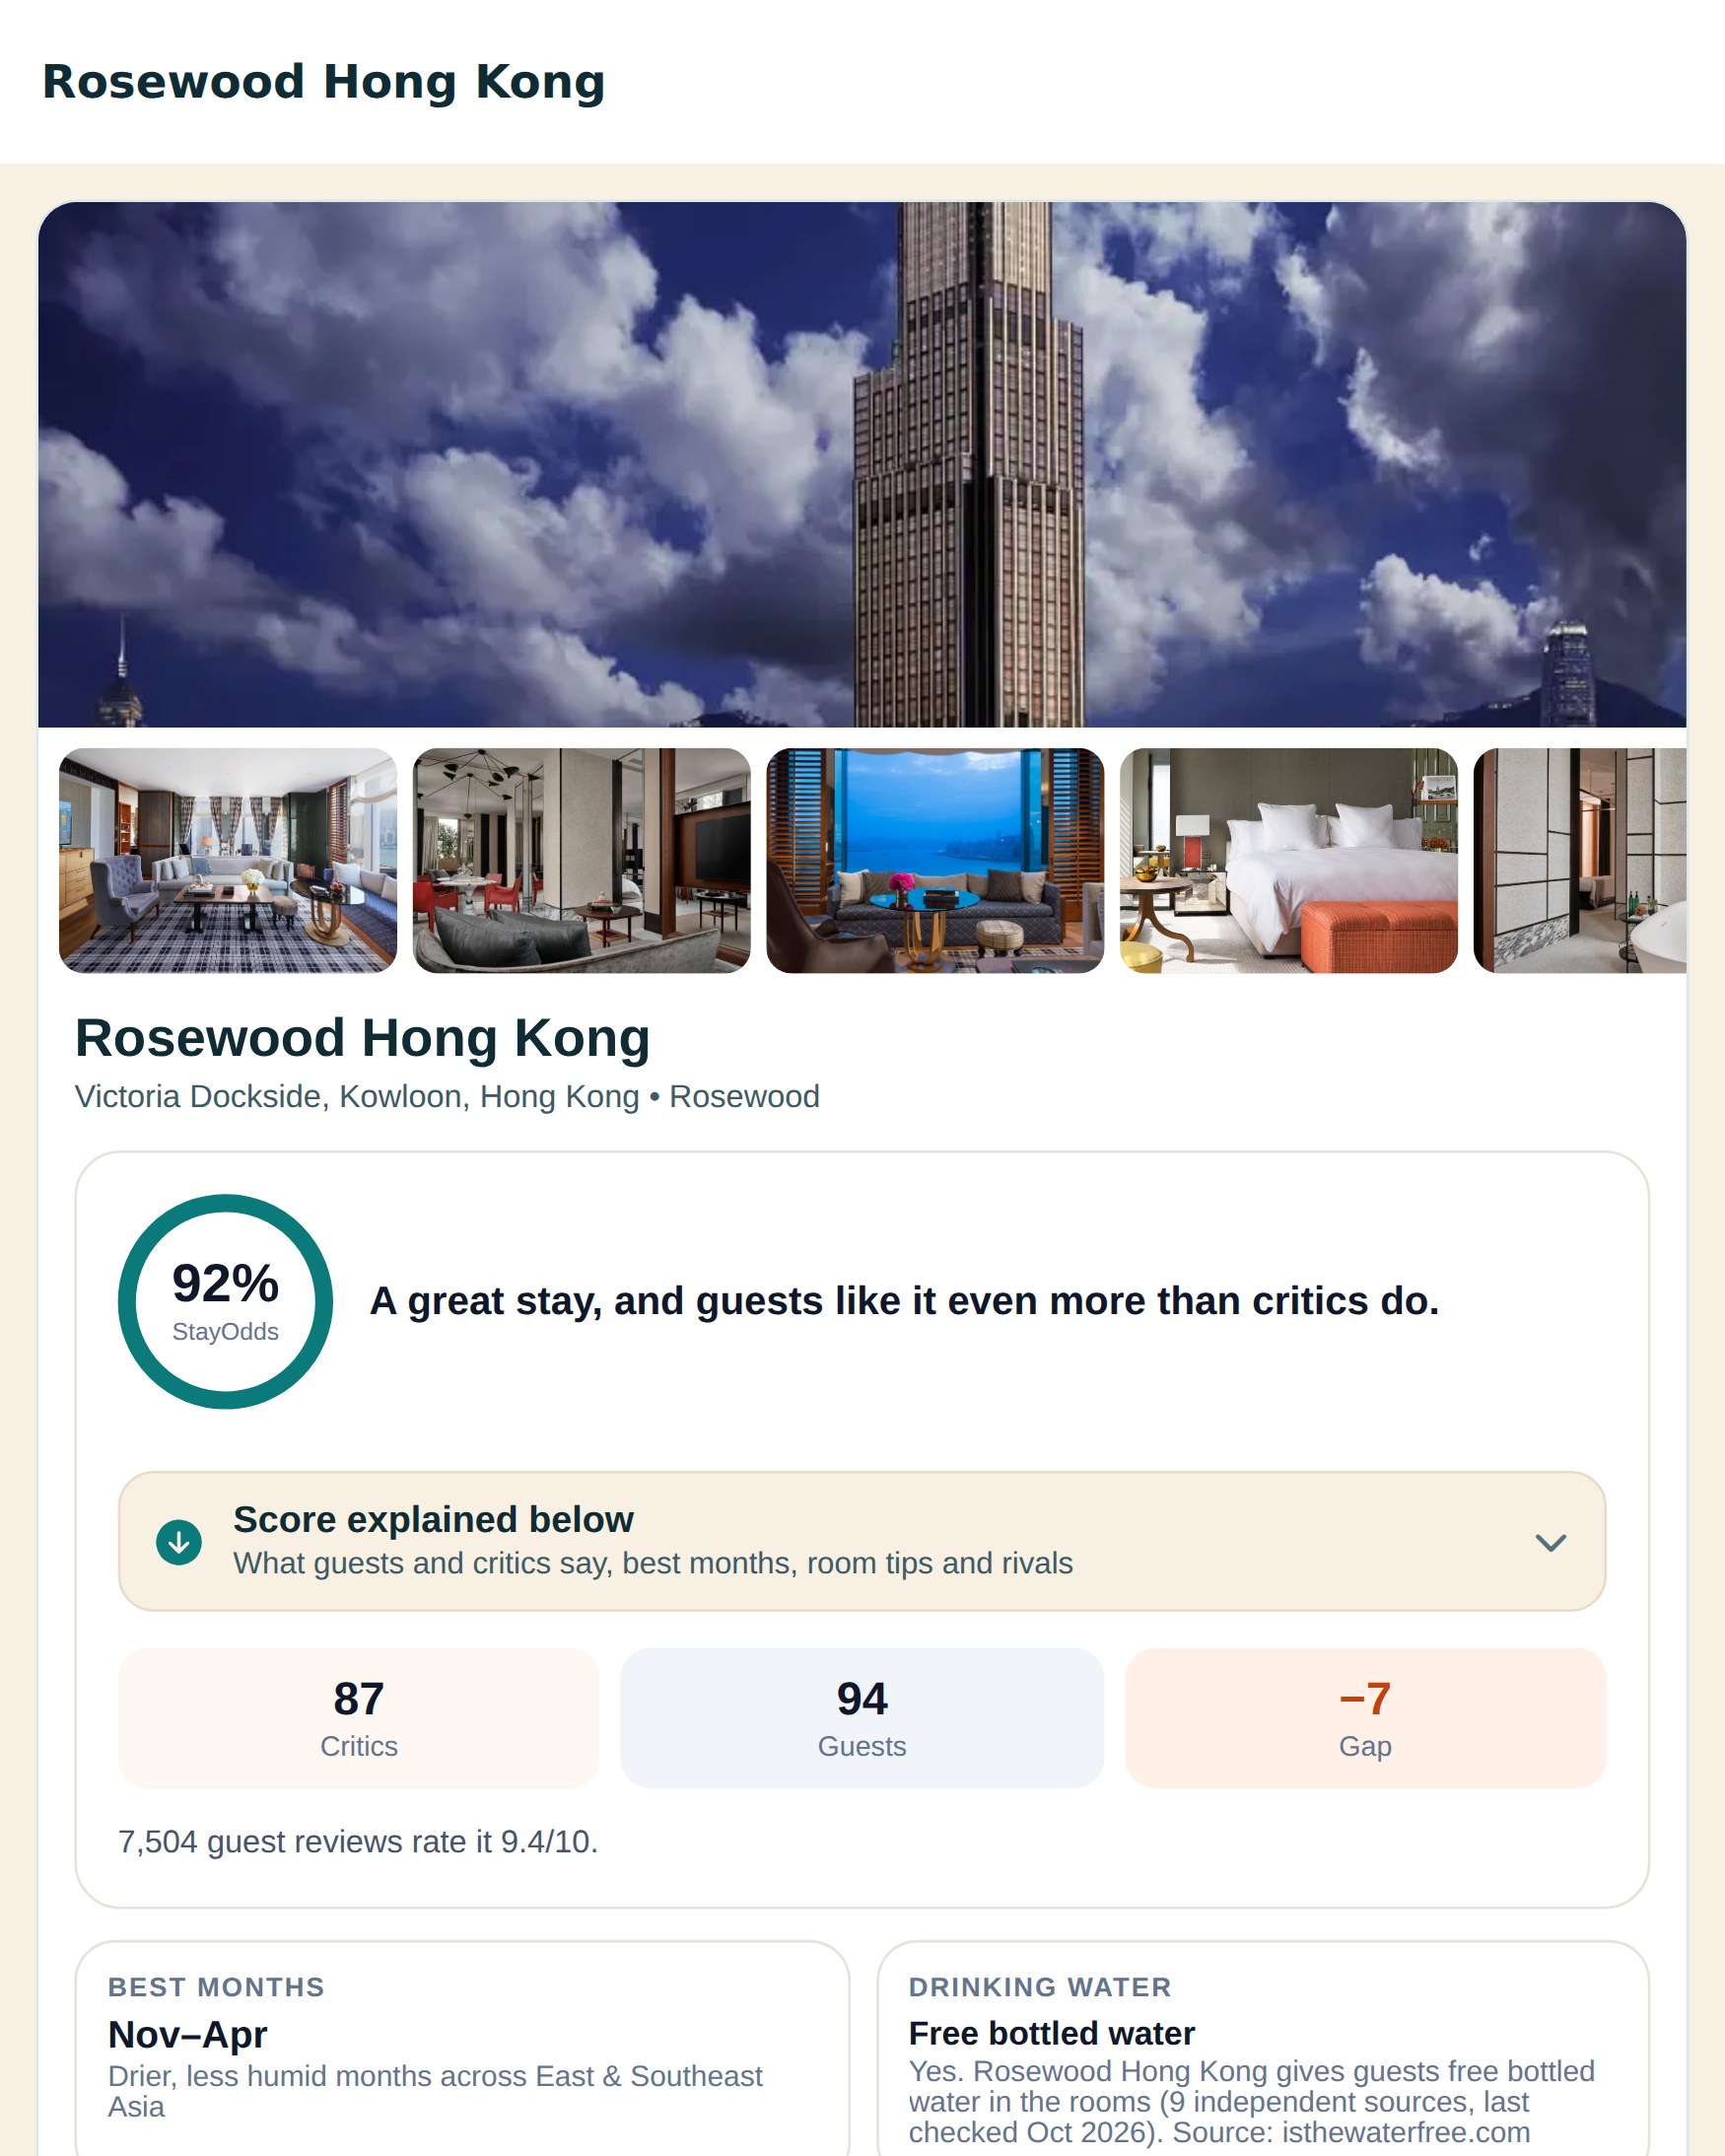 Rosewood Hong Kong
Rosewood Hong Kong
Victoria Dockside, Kowloon, Hong Kong • Rosewood
92%
StayOdds
A great stay, and guests like it even more than critics do.
Score explained below
What guests and critics say, best months, room tips and rivals
87
Critics
94
Guests
−7
Gap
7,504 guest reviews rate it 9.4/10.
BEST MONTHS
Nov–Apr
Drier, less humid months across East & Southeast
Asia
DRINKING WATER
Free bottled water
Yes. Rosewood Hong Kong gives guests free bottled
water in the rooms (9 independent sources, last
checked Oct 2026). Source: isthewaterfree.com